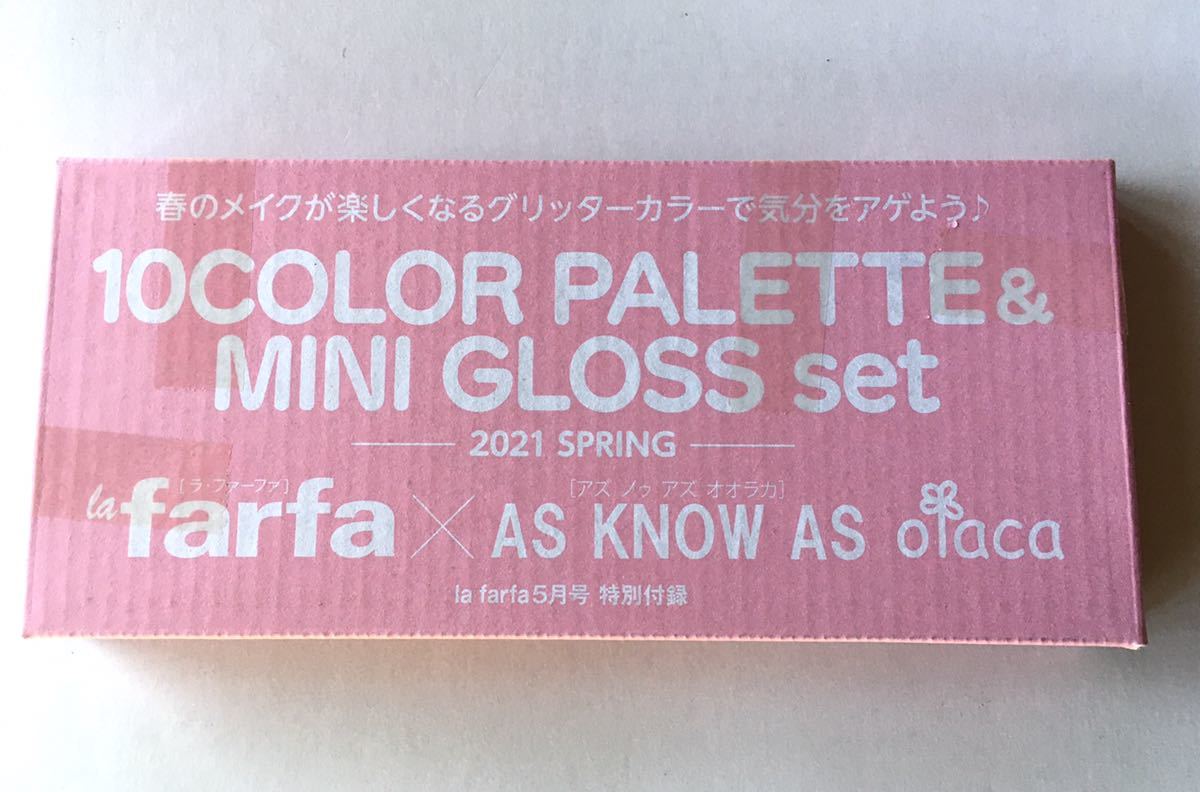 春のメイクが楽しくなるグリッターカラーで気分をアゲよう♪
10COLOR PALETTE&
MINI GLOSS set
2021 SPRING
[ラ・ファーファ] [アズ ノゥ アズ オオラカ]
la farfa × AS KNOW AS olaca
la farfa5月号 特別付録